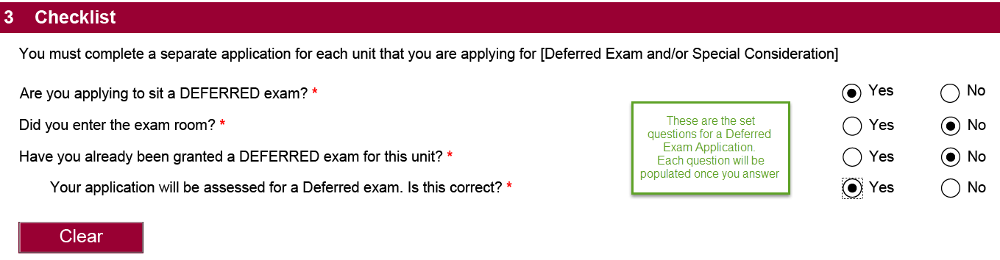 3 Checklist
You must complete a separate application for each unit that you are applying for [Deferred Exam and/or Special Consideration]
Are you applying to sit a DEFERRED exam? * Yes No
Did you enter the exam room? * Yes No
Have you already been granted a DEFERRED exam for this unit? * Yes No
Your application will be assessed for a Deferred exam. Is this correct? * Yes No
These are the set
questions for a Deferred
Exam Application.
Each question will be
populated once you answer
Clear